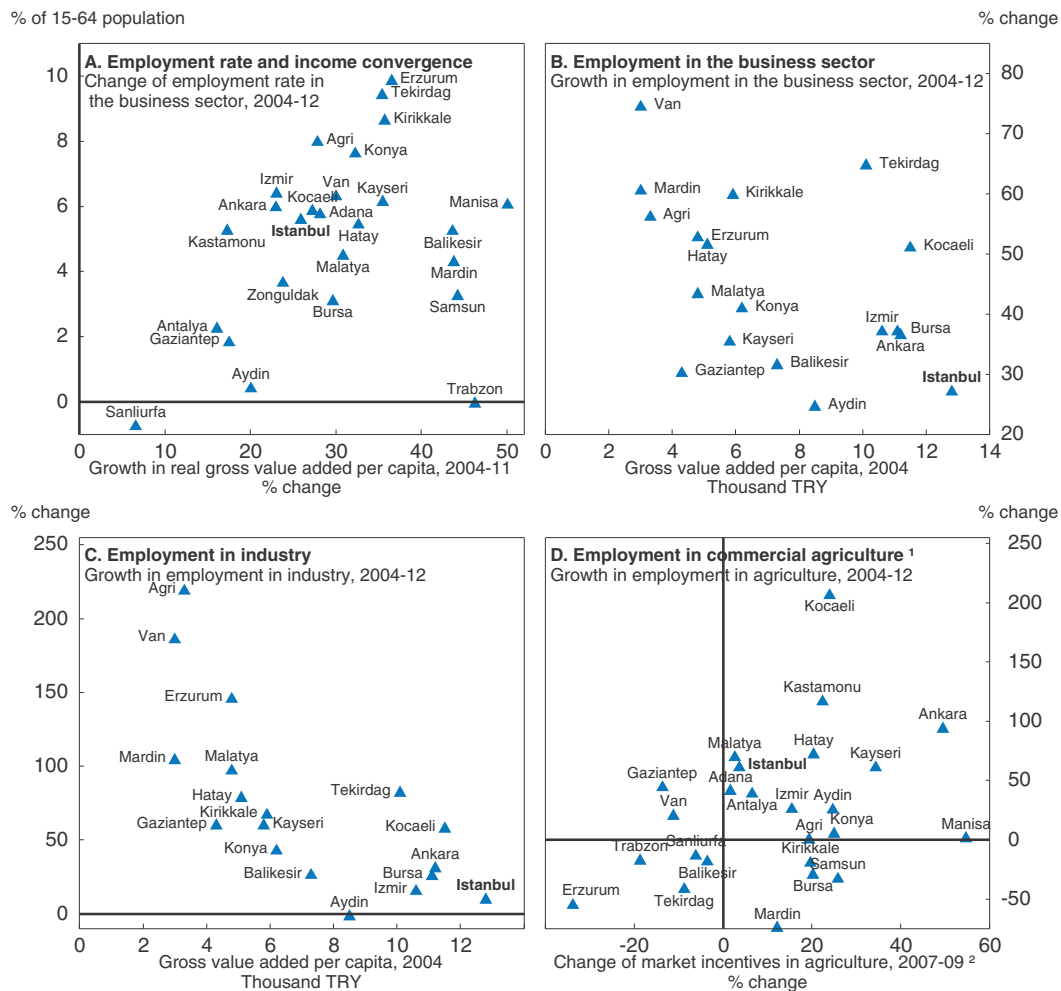 % of 15-64 population
% change
A. Employment rate and income convergence
Change of employment rate in
the business sector, 2004-12
10
8
6
4
2
0
Erzurum
Tekirdag
Kirikkale
Agri
Konya
Izmir
Van
Kayseri
Kocaeli
Manisa
Ankara
Adana
Istanbul
Kastamonu
Hatay
Balikesir
Malatya
Mardin
Zonguldak
Bursa
Samsun
Antalya
Gaziantep
Aydin
Trabzon
Sanliurfa
0 10 20 30 40 50
Growth in real gross value added per capita, 2004-11
% change
B. Employment in the business sector
Growth in employment in the business sector, 2004-12
80
70
60
50
40
30
20
Van
Tekirdag
Mardin
Kirikkale
Agri
Erzurum
Hatay
Kocaeli
Malatya
Konya
Izmir
Bursa
Ankara
Kayseri
Balikesir
Gaziantep
Istanbul
Aydin
0 2 4 6 8 10 12 14
Gross value added per capita, 2004
Thousand TRY
% change
% change
C. Employment in industry
Growth in employment in industry, 2004-12
250
200
150
100
50
0
Agri
Van
Erzurum
Mardin
Malatya
Hatay
Tekirdag
Kirikkale
Gaziantep
Kayseri
Kocaeli
Konya
Ankara
Balikesir
Bursa
Izmir
Istanbul
Aydin
0 2 4 6 8 10 12
Gross value added per capita, 2004
Thousand TRY
D. Employment in commercial agriculture ¹
Growth in employment in agriculture, 2004-12
250
200
150
100
50
0
-50
Kocaeli
Kastamonu
Ankara
Malatya
Hatay
Kayseri
Istanbul
Gaziantep
Adana
Antalya
Izmir
Aydin
Van
Konya
Agri
Manisa
Trabzon
Sanliurfa
Balikesir
Kirikkale
Samsun
Bursa
Tekirdag
Erzurum
Mardin
-20 0 20 40 60
Change of market incentives in agriculture, 2007-09 ²
% change